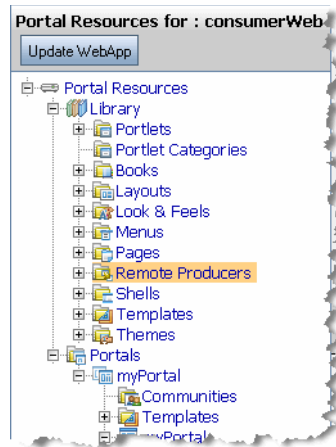 Portal Resources for : consumerWeb
Update WebApp
Portal Resources
Library
Portlets
Portlet Categories
Books
Layouts
Look & Feels
Menus
Pages
Remote Producers
Shells
Templates
Themes
Portals
myPortal
Communities
Templates
myPortal